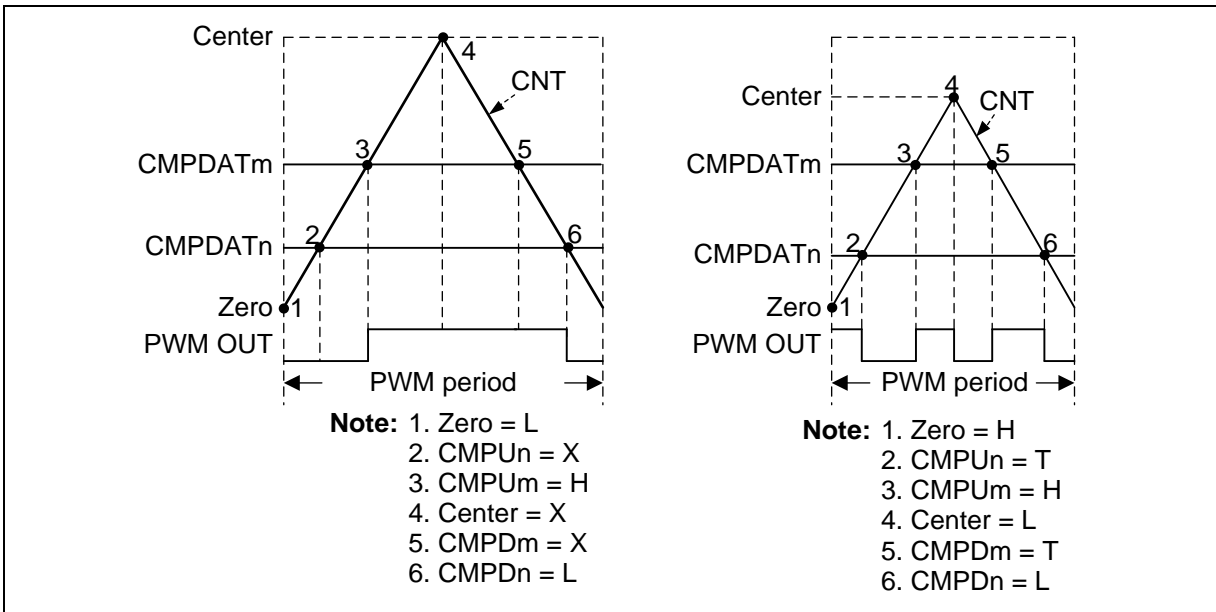 Center
4
CNT
CMPDATm
3
5
CMPDATn
2
6
Zero
1
PWM OUT
PWM period
Note: 1. Zero = L
2. CMPUn = X
3. CMPUm = H
4. Center = X
5. CMPDm = X
6. CMPDn = L
Center
4
CNT
CMPDATm
3
5
CMPDATn
2
6
Zero
1
PWM OUT
PWM period
Note: 1. Zero = H
2. CMPUn = T
3. CMPUm = H
4. Center = L
5. CMPDm = T
6. CMPDn = L